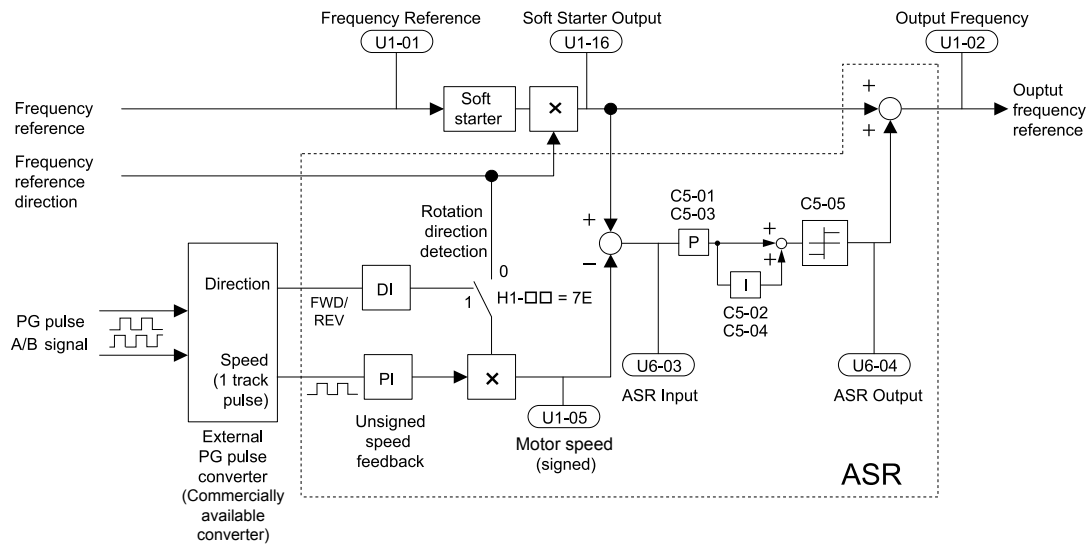 Frequency Reference
U1-01
Soft Starter Output
U1-16
Output Frequency
U1-02
Frequency
reference
Soft
starter
×
+
+
Ouptut
frequency
reference
Frequency
reference
direction
Rotation
direction
detection
+
−
C5-01
C5-03
P
+
+
I
C5-02
C5-04
C5-05
0
1
H1-□□ = 7E
Direction
FWD/
REV
DI
PG pulse
A/B signal
Speed
(1 track
pulse)
PI
×
Unsigned
speed
feedback
U1-05
Motor speed
(signed)
U6-03
ASR Input
U6-04
ASR Output
External
PG pulse
converter
(Commercially
available
converter)
ASR